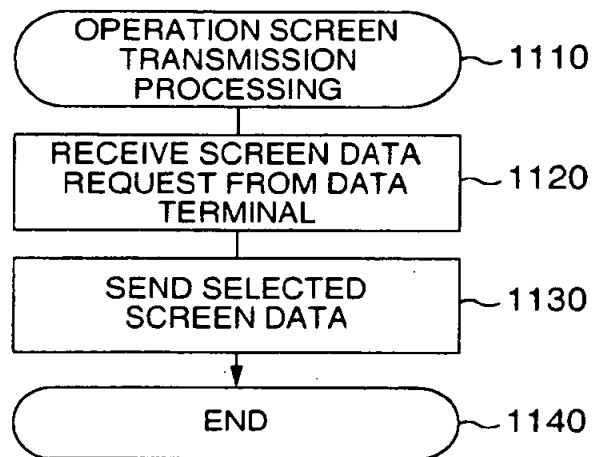 OPERATION SCREEN
TRANSMISSION
PROCESSING
1110
RECEIVE SCREEN DATA
REQUEST FROM DATA
TERMINAL
1120
SEND SELECTED
SCREEN DATA
1130
END
1140